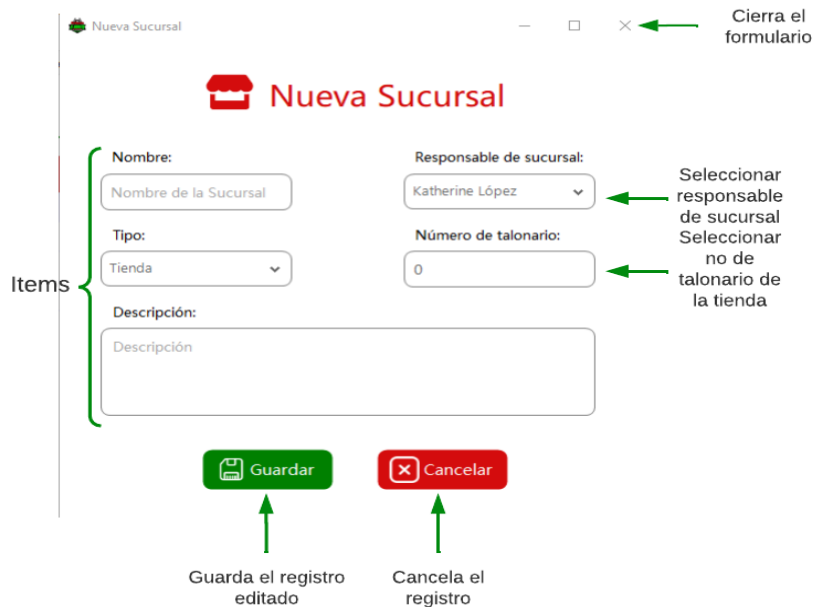 Nueva Sucursal
Cierra el
formulario
Nueva Sucursal
Nombre:
Responsable de sucursal:
Nombre de la Sucursal
Katherine López
Seleccionar
responsable
de sucursal
Tipo:
Número de talonario:
Seleccionar
no de
talonario de
la tienda
Tienda
0
Items
Descripción:
Descripción
Guardar
Cancelar
Guarda el registro
editado
Cancela el
registro